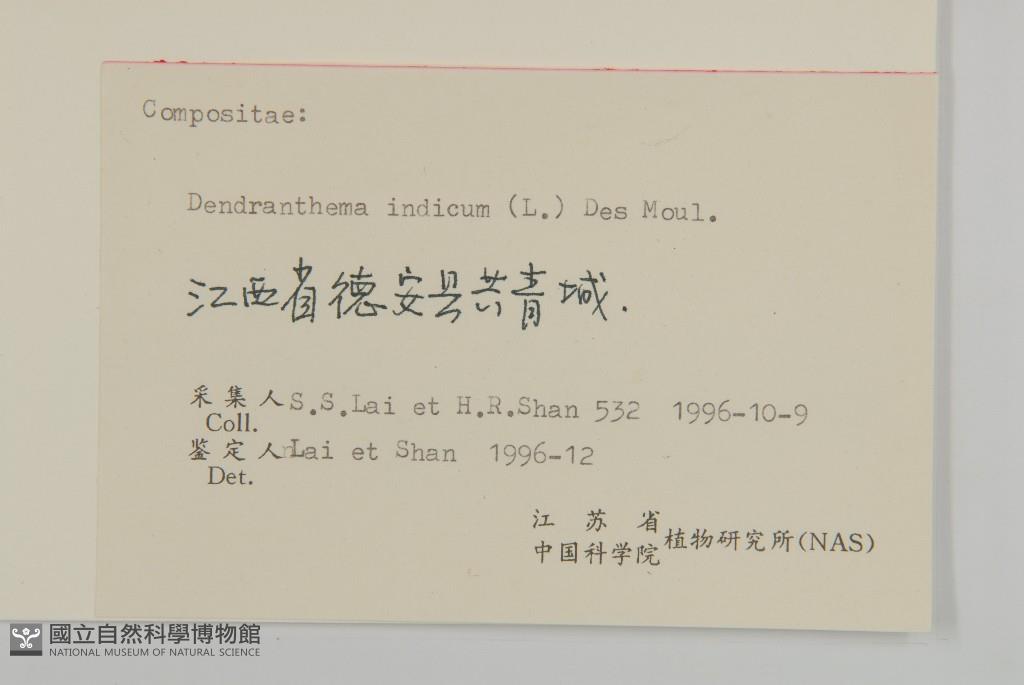 Compositae:
Dendranthema indicum (L.) Des Moul.
江西省德安县共青城.
采集人 S.S.Lai et H.R.Shan 532 1996-10-9
Coll.
鉴定人 Lai et Shan 1996-12
Det.
江苏省
中国科学院 植物研究所(NAS)
國立自然科學博物館
NATIONAL MUSEUM OF NATURAL SCIENCE